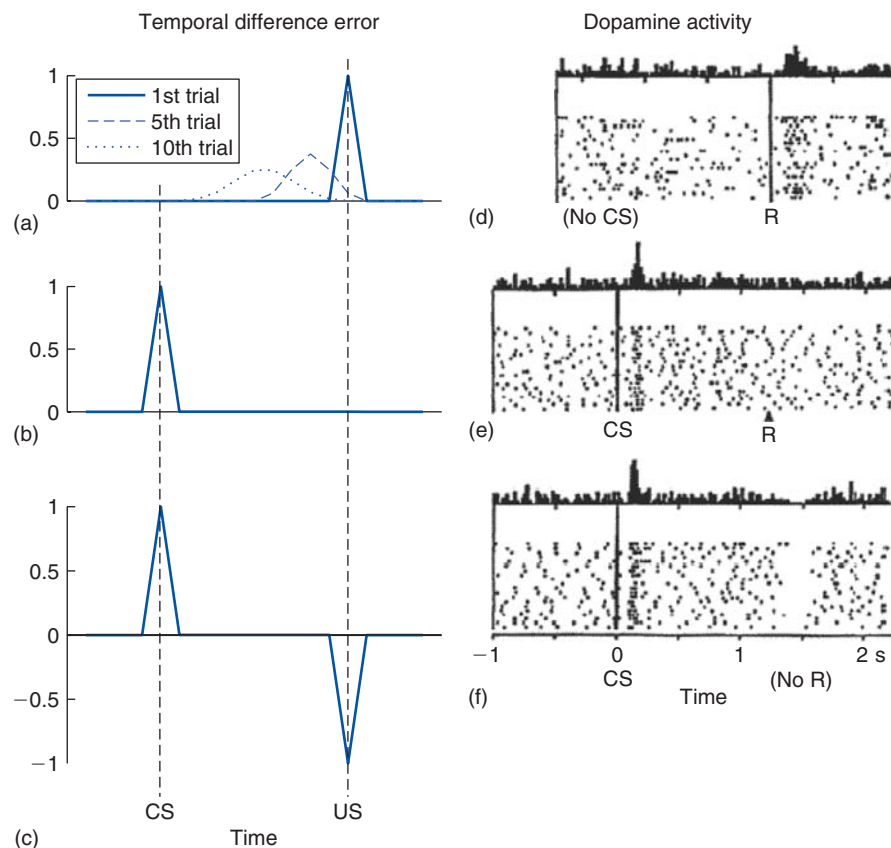 Temporal difference error
1
0.5
0
1st trial
5th trial
10th trial
(a)
1
0.5
0
(b)
1
0.5
0
−0.5
−1
CS
US
(c)
Time
Dopamine activity
(d)
(No CS)
R
(e)
CS
R
−1
0
1
2 s
CS
(No R)
(f)
Time